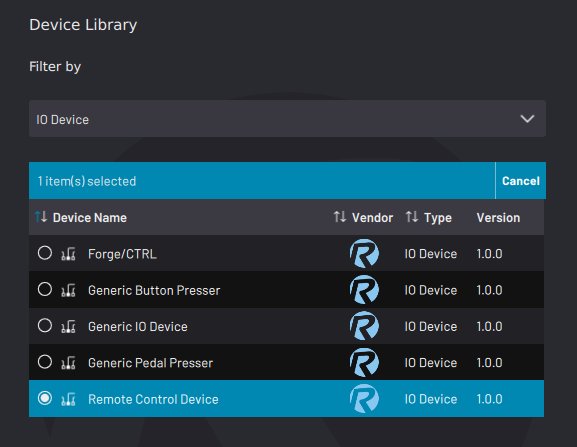 Device Library
Filter by
IO Device
1 item(s) selected Cancel
Device Name Vendor Type Version
Forge/CTRL R IO Device 1.0.0
Generic Button Presser R IO Device 1.0.0
Generic IO Device R IO Device 1.0.0
Generic Pedal Presser R IO Device 1.0.0
Remote Control Device R IO Device 1.0.0